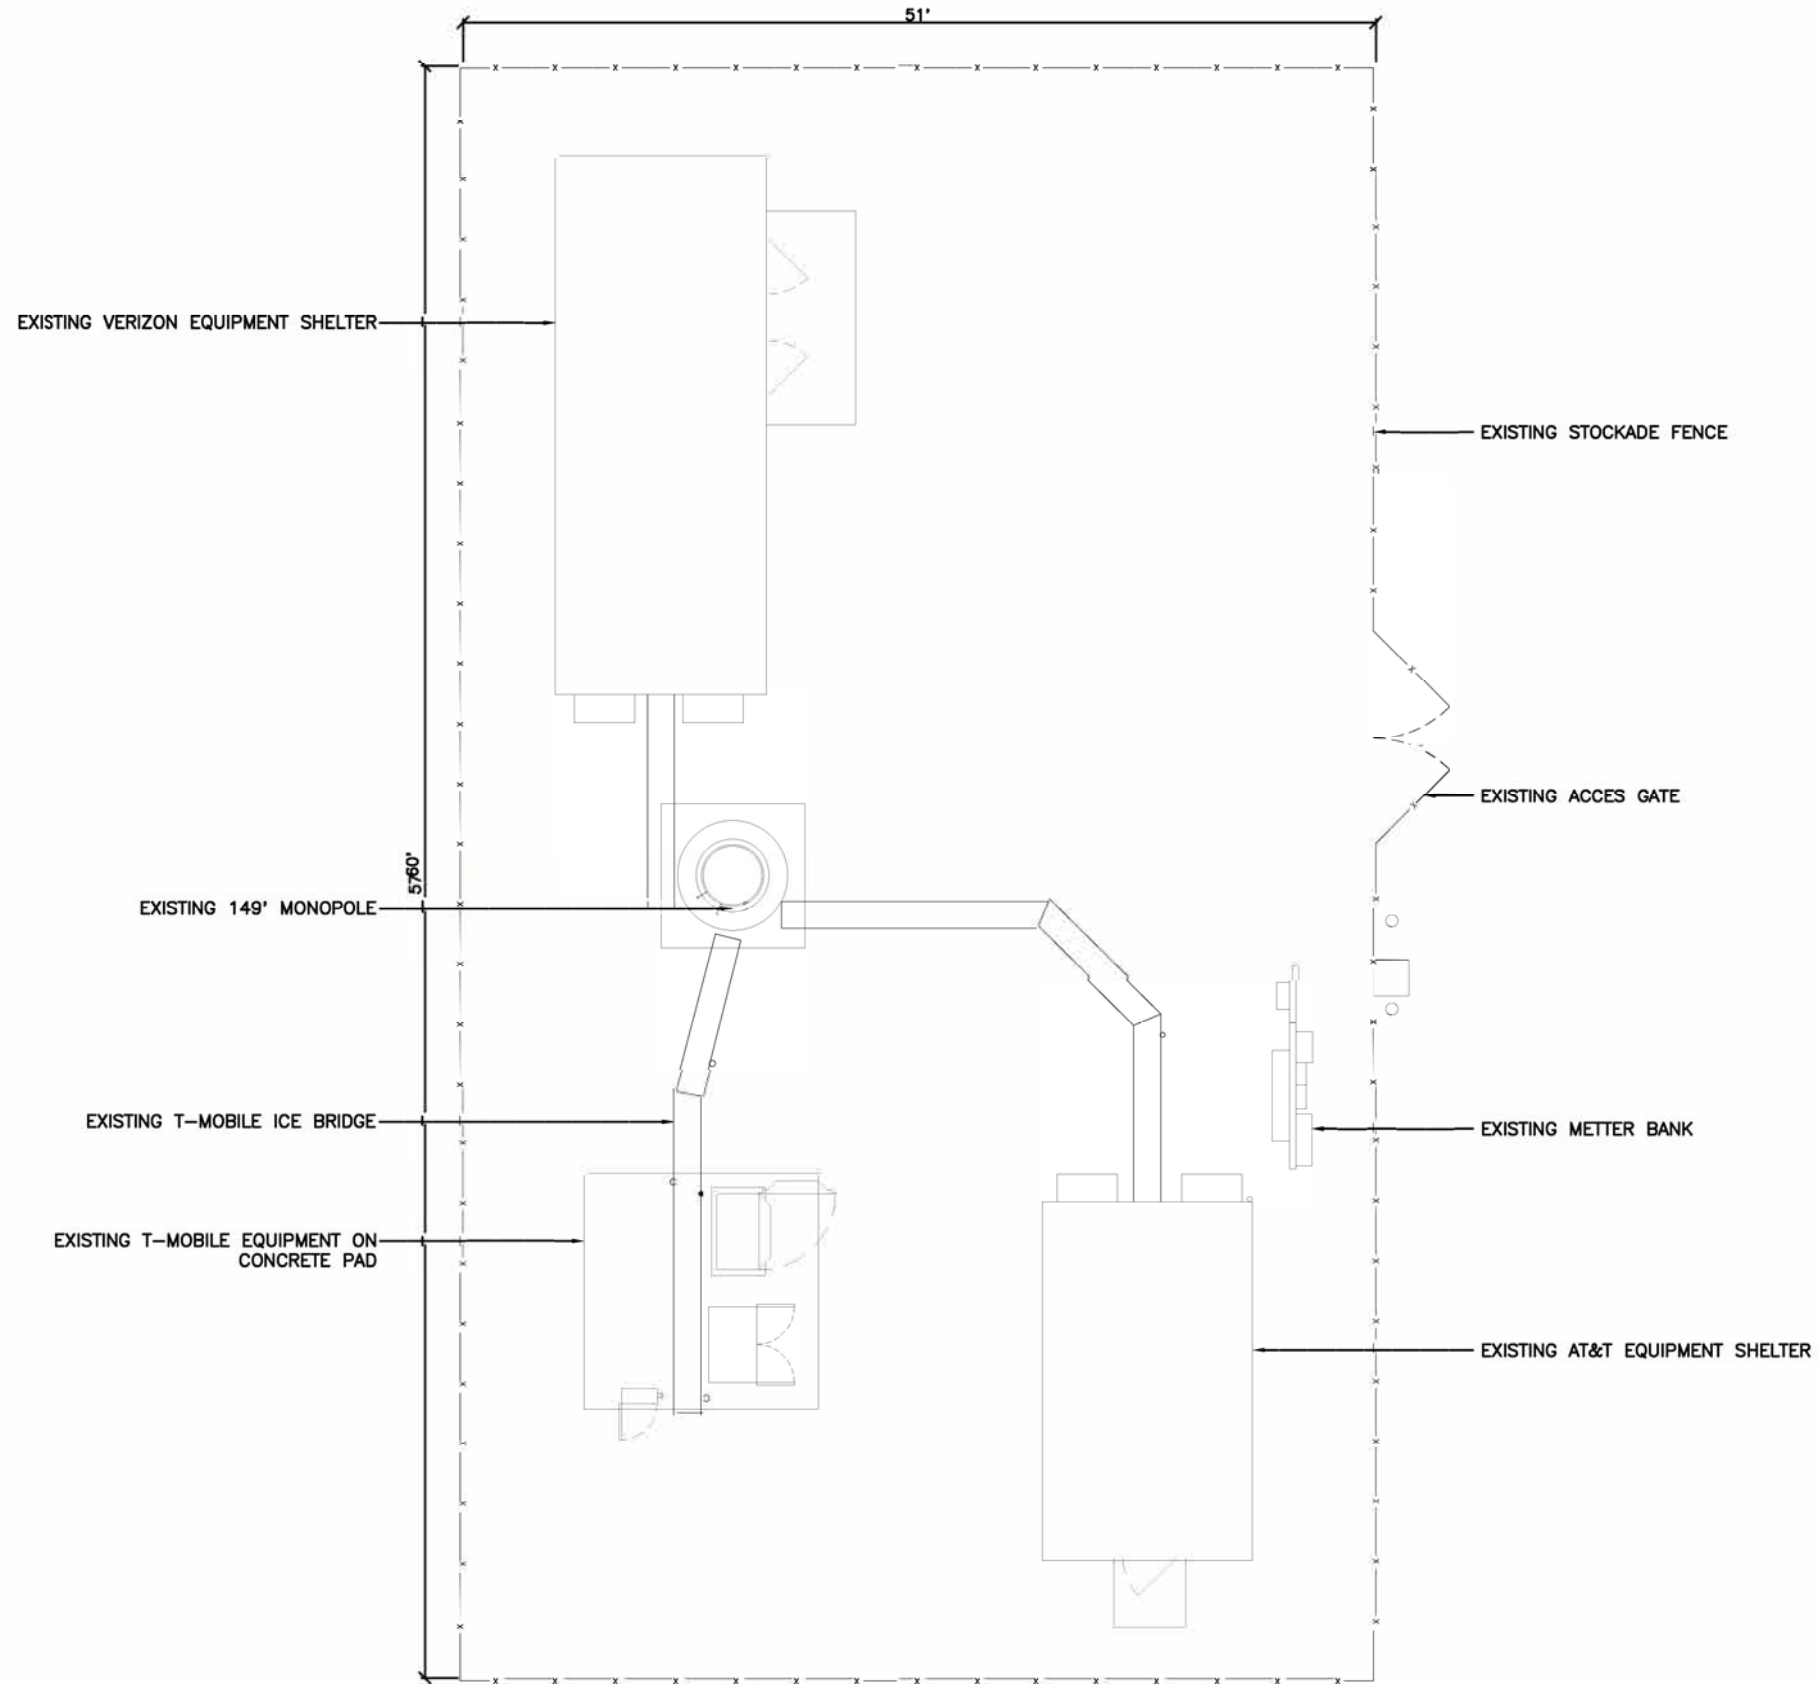 51'
EXISTING VERIZON EQUIPMENT SHELTER
EXISTING STOCKADE FENCE
EXISTING ACCES GATE
EXISTING 149' MONOPOLE
EXISTING T-MOBILE ICE BRIDGE
EXISTING METTER BANK
EXISTING T-MOBILE EQUIPMENT ON
CONCRETE PAD
EXISTING AT&T EQUIPMENT SHELTER